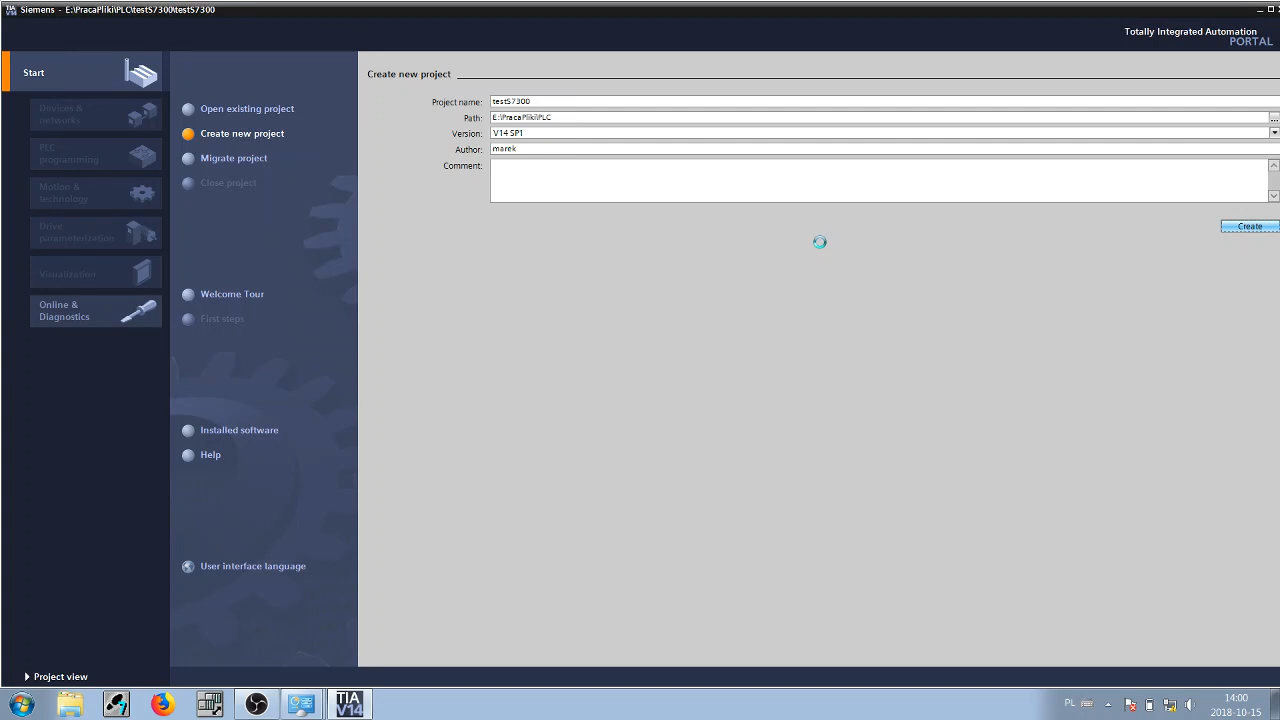 Siemens - E:\PracaPliki\PLC\testS7300\testS7300
Totally Integrated Automation
PORTAL
Start
Devices &
networks
PLC
programming
Motion &
technology
Drive
parameterization
Visualization
Online &
Diagnostics
Open existing project
Create new project
Migrate project
Close project
Welcome Tour
First steps
Installed software
Help
User interface language
Create new project
Project name: testS7300
Path: E:\PracaPliki\PLC
...
Version: V14 SP1
Author: marek
Comment:
Create
Project view
TIA
V14
PL
14:00
2018-10-15